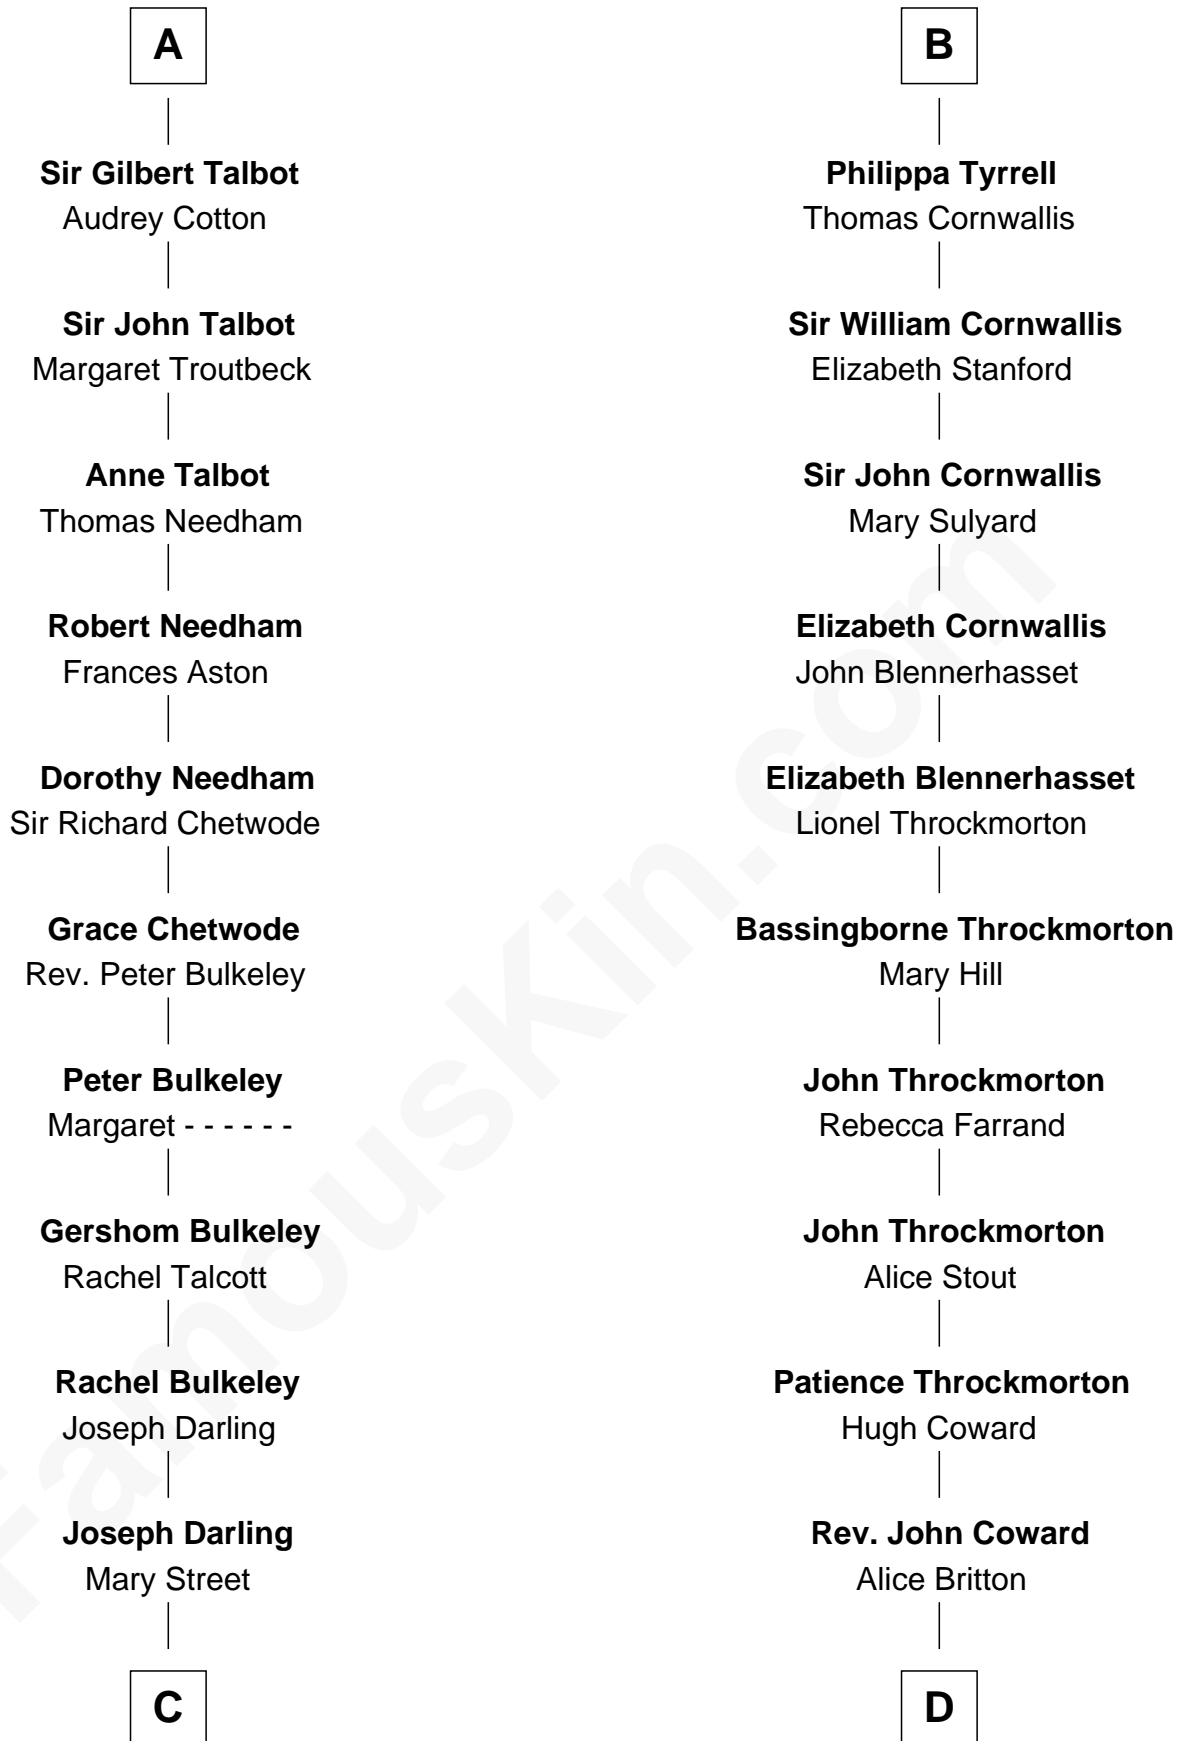 A
Sir Gilbert Talbot
Audrey Cotton
Sir John Talbot
Margaret Troutbeck
Anne Talbot
Thomas Needham
Robert Needham
Frances Aston
Dorothy Needham
Sir Richard Chetwode
Grace Chetwode
Rev. Peter Bulkeley
Peter Bulkeley
Margaret - - - - - -
Gershom Bulkeley
Rachel Talcott
Rachel Bulkeley
Joseph Darling
Joseph Darling
Mary Street
C
B
Philippa Tyrrell
Thomas Cornwallis
Sir William Cornwallis
Elizabeth Stanford
Sir John Cornwallis
Mary Sulyard
Elizabeth Cornwallis
John Blennerhasset
Elizabeth Blennerhasset
Lionel Throckmorton
Bassingborne Throckmorton
Mary Hill
John Throckmorton
Rebecca Farrand
John Throckmorton
Alice Stout
Patience Throckmorton
Hugh Coward
Rev. John Coward
Alice Britton
D
FamousKin.com